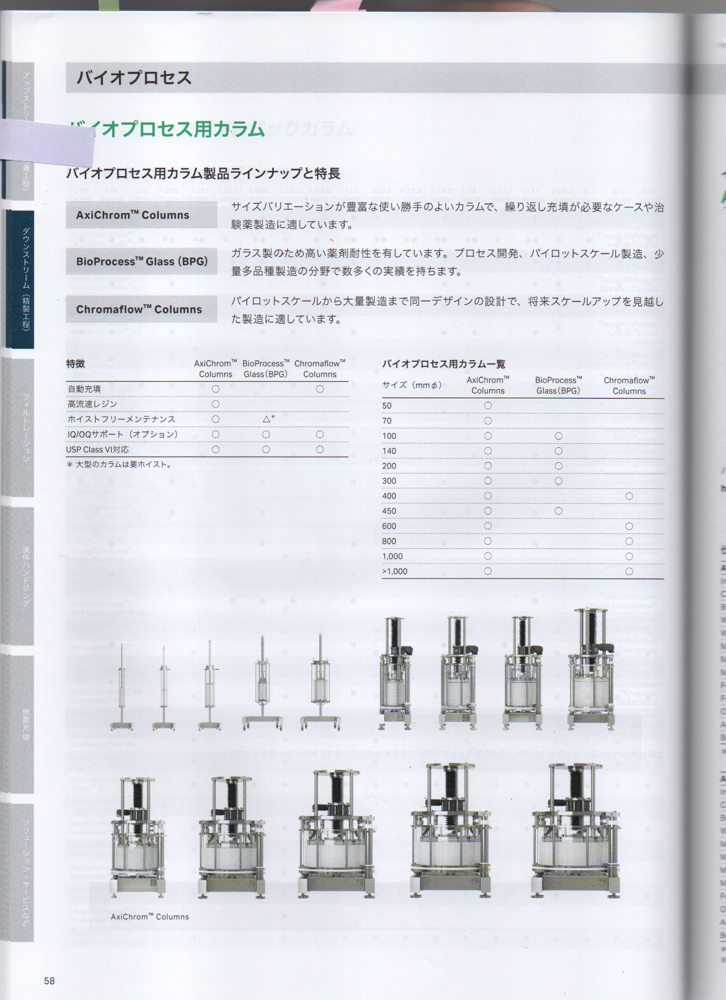 バイオプロセス
バイオプロセス用カラム
バイオプロセス用カラム製品ラインナップと特長
AxiChrom™ Columns
サイズバリエーションが豊富な使い勝手のよいカラムで、繰り返し充填が必要なケースや治
験薬製造に適しています。
BioProcess™ Glass (BPG)
ガラス製のため高い薬剤耐性を有しています。プロセス開発、パイロットスケール製造、少
量多品種製造の分野で数多くの実績を持ちます。
Chromaflow™ Columns
パイロットスケールから大量製造まで同一デザインの設計で、将来スケールアップを見越し
た製造に適しています。
特徴 AxiChrom™ BioProcess™ Chromaflow™
Columns Glass(BPG) Columns
自動充填 ○ ○
高流速レジン ○
ホイストフリーメンテナンス ○ △*
IQ/OQサポート（オプション） ○ ○ ○
USP Class VI対応 ○ ○ ○
＊大型のカラムは要ホイスト。
バイオプロセス用カラム一覧
サイズ（mmφ） AxiChrom™ BioProcess™ Chromaflow™
Columns Glass(BPG) Columns
50 ○
70 ○
100 ○ ○
140 ○ ○
200 ○ ○
300 ○ ○
400 ○ ○
450 ○ ○
600 ○ ○
800 ○ ○
1,000 ○ ○
>1,000 ○ ○
AxiChrom™ Columns
58
アップストリ
養工程）
ダウンストリーム（精製工程）
フィルトレーション
液体ハンドリング
無菌充填
ソリューション・サービスなど